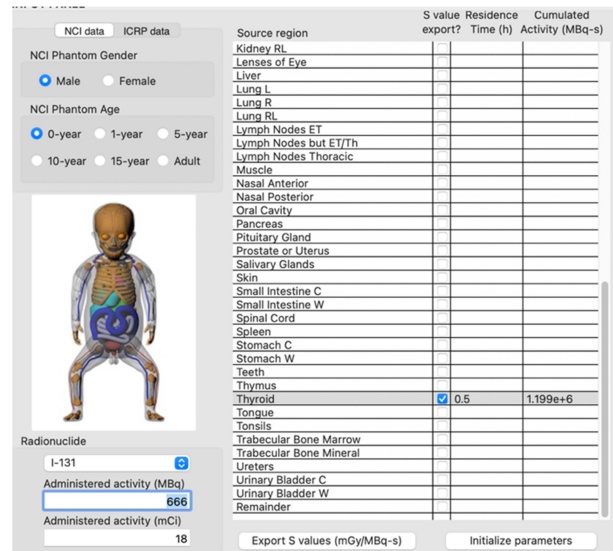 NCI data ICRP data
NCI Phantom Gender
Male Female
NCI Phantom Age
0-year 1-year 5-year
10-year 15-year Adult
Radionuclide
I-131
Administered activity (MBq)
666
Administered activity (mCi)
18
Source region S value export? Residence Time (h) Cumulated Activity (MBq-s)
Kidney RL
Lenses of Eye
Liver
Lung L
Lung R
Lung RL
Lymph Nodes ET
Lymph Nodes but ET/Th
Lymph Nodes Thoracic
Muscle
Nasal Anterior
Nasal Posterior
Oral Cavity
Pancreas
Pituitary Gland
Prostate or Uterus
Salivary Glands
Skin
Small Intestine C
Small Intestine W
Spinal Cord
Spleen
Stomach C
Stomach W
Teeth
Thymus
Thyroid 0.5 1.199e+6
Tongue
Tonsils
Trabecular Bone Marrow
Trabecular Bone Mineral
Ureters
Urinary Bladder C
Urinary Bladder W
Remainder
Export S values (mGy/MBq-s) Initialize parameters